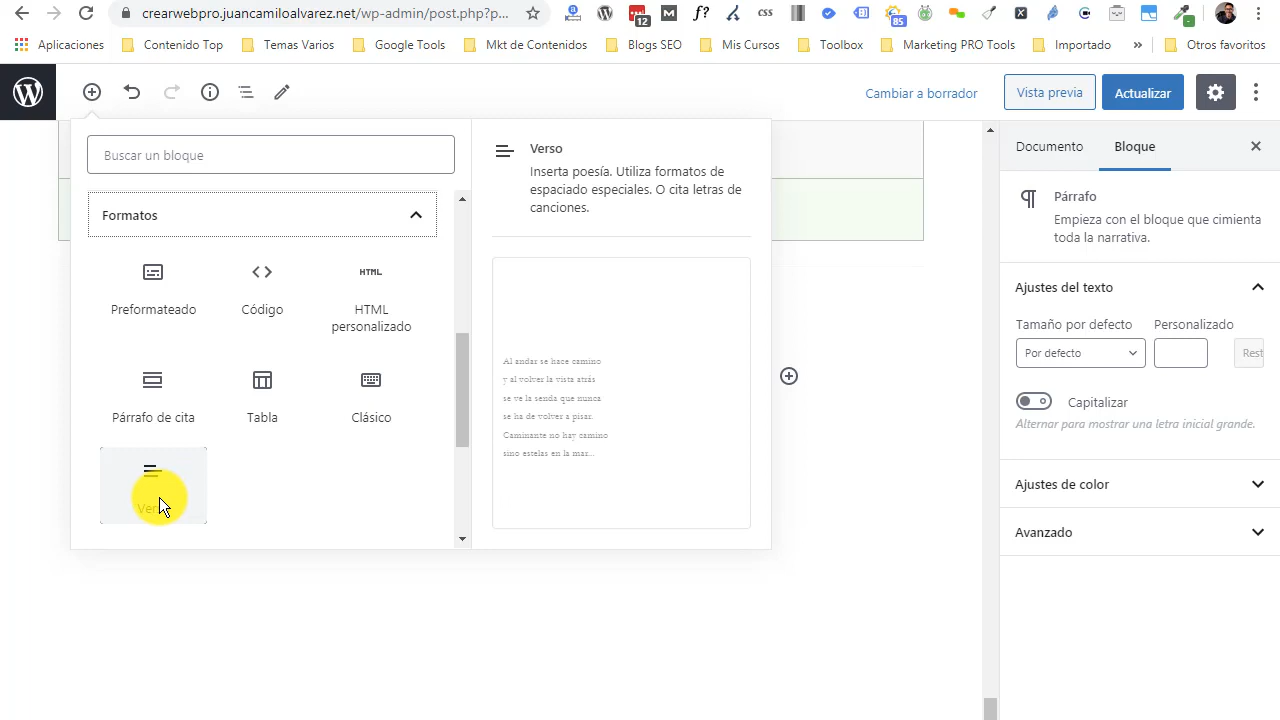 crearwebpro.juancamiloalvarez.net/wp-admin/post.php?p...
12
M
f?
css
85
X
-
Aplicaciones
Contenido Top
Temas Varios
Google Tools
Mkt de Contenidos
Blogs SEO
Mis Cursos
Toolbox
Marketing PRO Tools
Importado
»
Otros favoritos
Cambiar a borrador
Vista previa
Actualizar
Buscar un bloque
Formatos
Preformateado
Código
HTML
HTML
personalizado
Párrafo de cita
Tabla
Clásico
Verso
Inserta poesía. Utiliza formatos de
espaciado especiales. O cita letras de
canciones.
Al andar se hace camino
y al volver la vista atrás
se ve la senda que nunca
se ha de volver a pisar.
Caminante no hay camino
sino estelas en la mar...
Documento
Bloque
Párrafo
Empieza con el bloque que cimienta
toda la narrativa.
Ajustes del texto
Tamaño por defecto
Personalizado
Por defecto
Rest
Capitalizar
Alternar para mostrar una letra inicial grande.
Ajustes de color
Avanzado